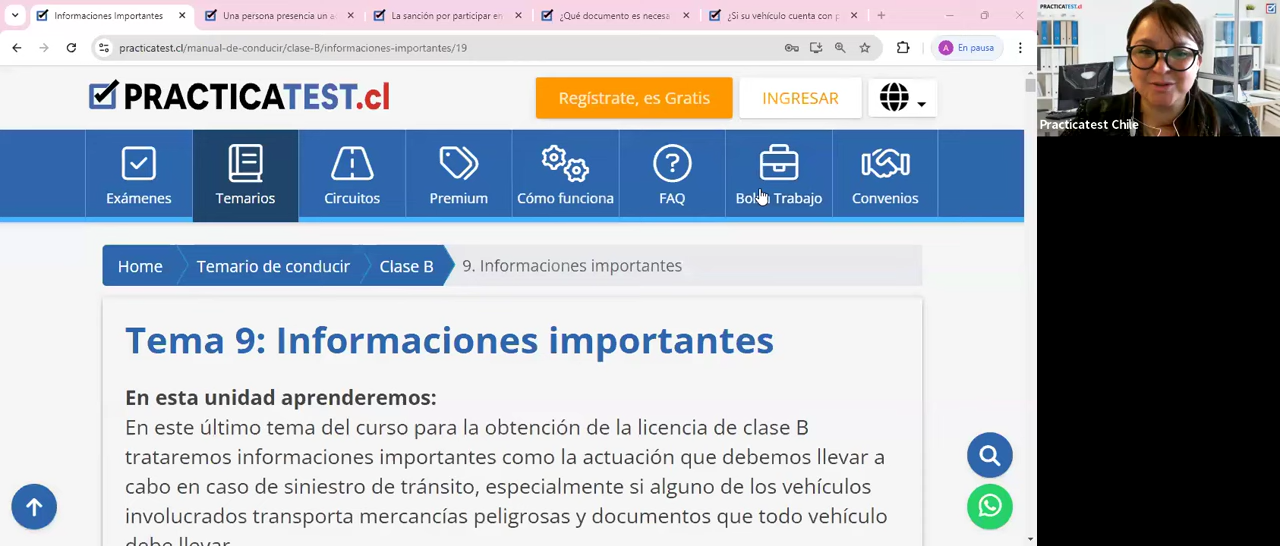 Informaciones Importantes
Una persona presencia un a
La sanción por participar en
¿Qué documento es necesa
¿Si su vehículo cuenta con p
practicatest.cl/manual-de-conducir/clase-B/informaciones-importantes/19
A En pausa
PRACTICATEST.cl
Regístrate, es Gratis
INGRESAR
Exámenes
Temarios
Circuitos
Premium
Cómo funciona
FAQ
Bolsa Trabajo
Convenios
Home
Temario de conducir
Clase B
9. Informaciones importantes
Tema 9: Informaciones importantes
En esta unidad aprenderemos:
En este último tema del curso para la obtención de la licencia de clase B
trataremos informaciones importantes como la actuación que debemos llevar a
cabo en caso de siniestro de tránsito, especialmente si alguno de los vehículos
involucrados transporta mercancías peligrosas y documentos que todo vehículo
debe llevar.
PRACTICATEST.cl
Practicatest Chile